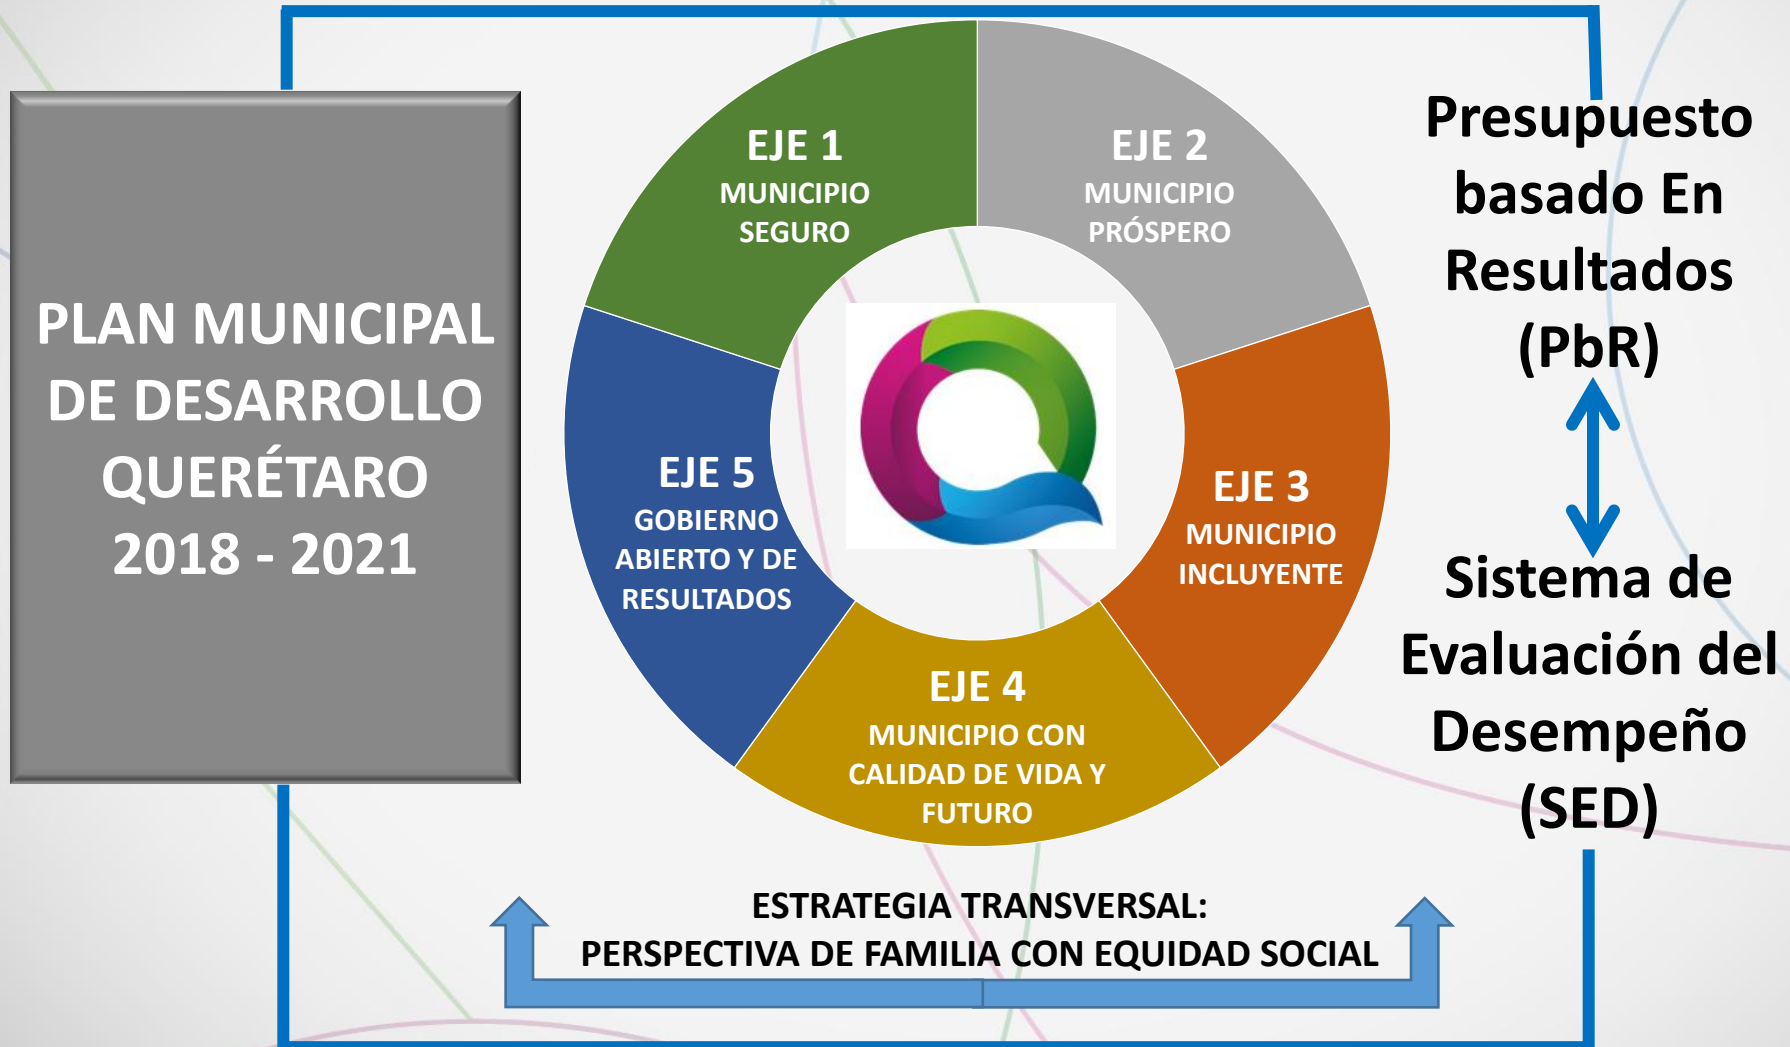 PLAN MUNICIPAL
DE DESARROLLO
QUERÉTARO
2018 - 2021
EJE 1
MUNICIPIO
SEGURO
EJE 2
MUNICIPIO
PRÓSPERO
EJE 3
MUNICIPIO
INCLUYENTE
EJE 4
MUNICIPIO CON
CALIDAD DE VIDA Y
FUTURO
EJE 5
GOBIERNO
ABIERTO Y DE
RESULTADOS
Presupuesto
basado En
Resultados
(PbR)
Sistema de
Evaluación del
Desempeño
(SED)
ESTRATEGIA TRANSVERSAL:
PERSPECTIVA DE FAMILIA CON EQUIDAD SOCIAL